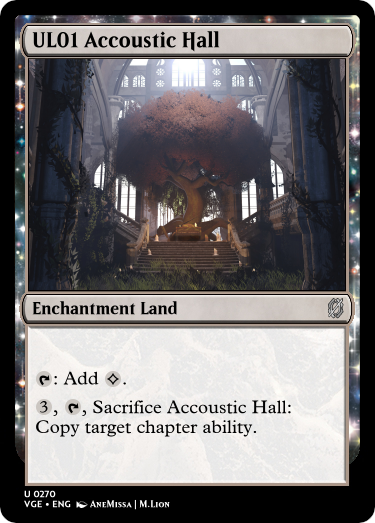 UL01 Accoustic Hall
Enchantment Land
: Add .
3, , Sacrifice Accoustic Hall:
Copy target chapter ability.
U 0270
VGE • ENG AneMissa | M.Lion